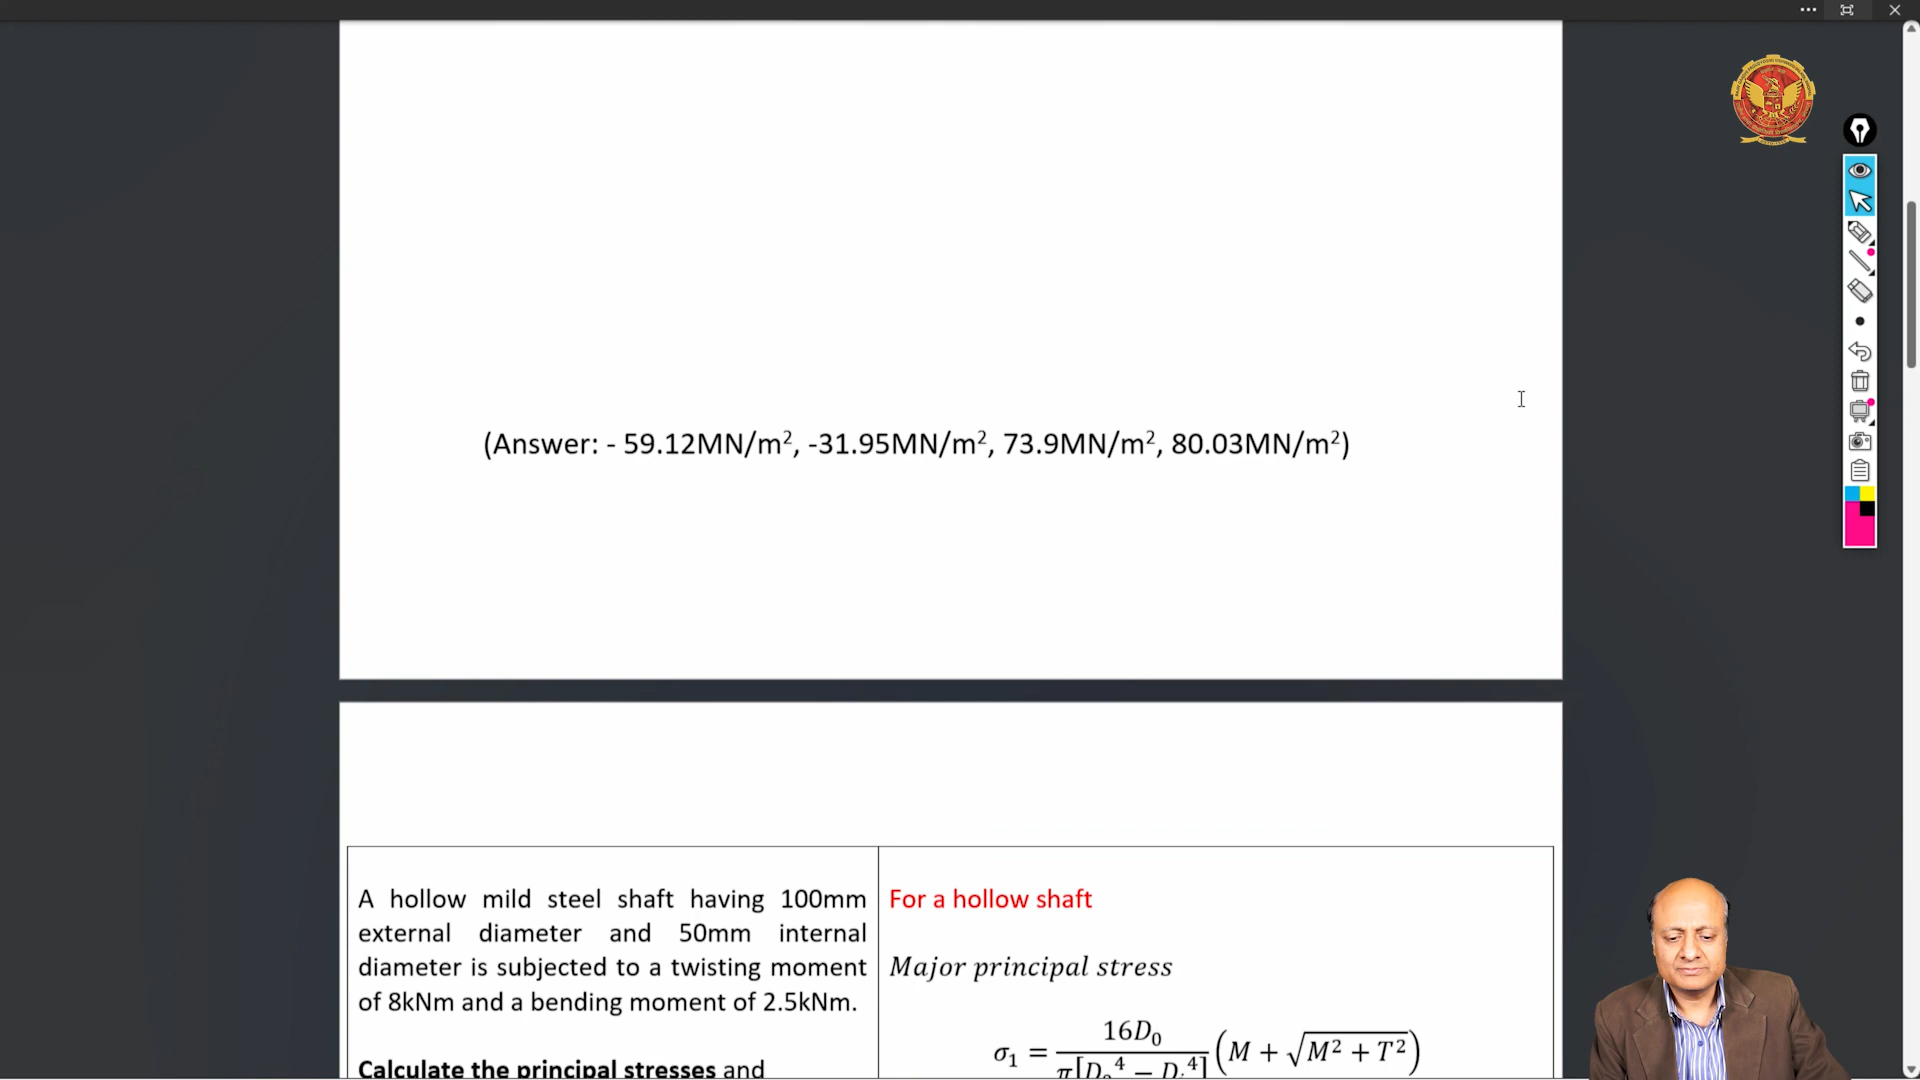 (Answer: - 59.12MN/m², -31.95MN/m², 73.9MN/m², 80.03MN/m²)
A hollow mild steel shaft having 100mm
external diameter and 50mm internal
diameter is subjected to a twisting moment
of 8kNm and a bending moment of 2.5kNm.
Calculate the principal stresses and
For a hollow shaft
Major principal stress
σ₁ = 16D₀ / π[D₀⁴ − Dᵢ⁴] (M + √M² + T²)